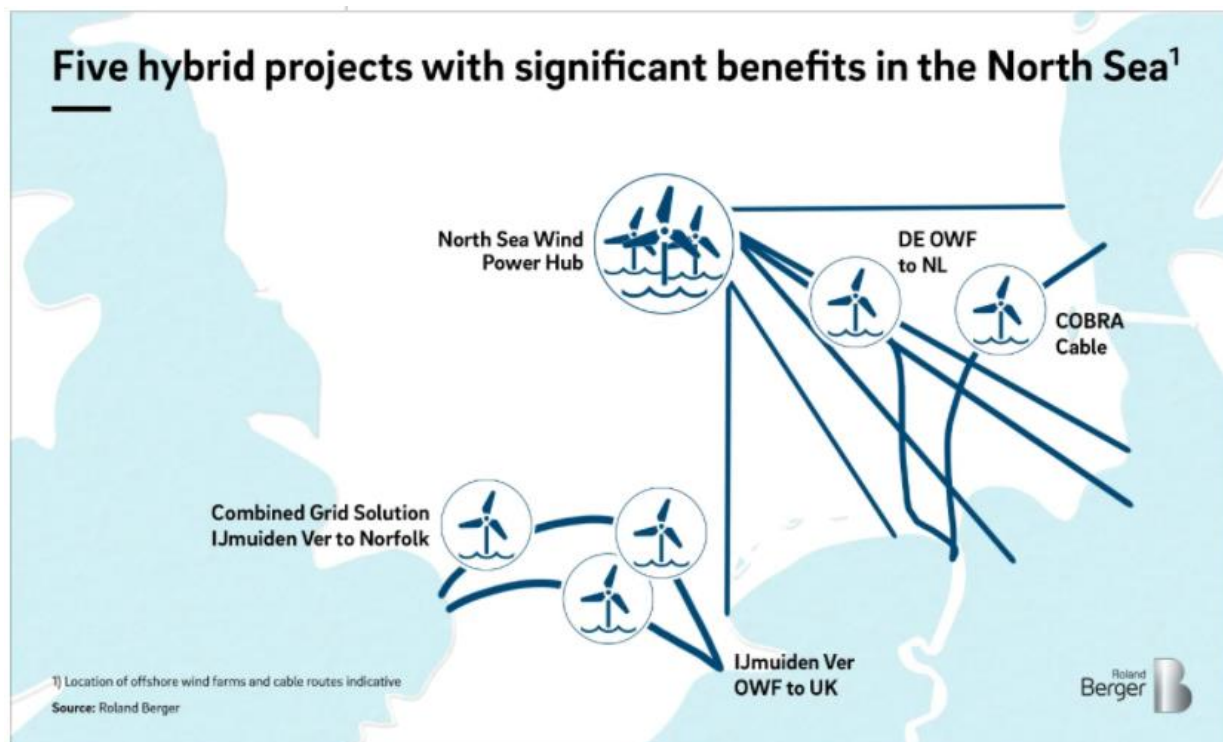 Five hybrid projects with significant benefits in the North Sea¹
North Sea Wind
Power Hub
DE OWF
to NL
COBRA
Cable
Combined Grid Solution
IJmuiden Ver to Norfolk
IJmuiden Ver
OWF to UK
1) Location of offshore wind farms and cable routes indicative
Source: Roland Berger
Roland
Berger
B